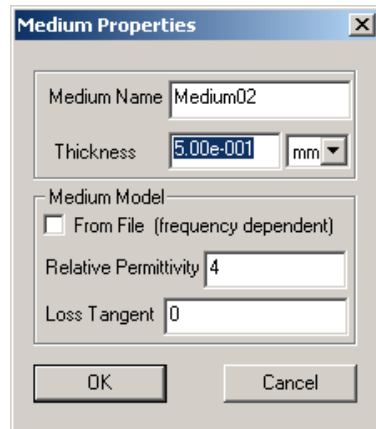 Medium Properties
Medium Name Medium02
Thickness 5.00e-001 mm
Medium Model
From File (frequency dependent)
Relative Permittivity 4
Loss Tangent 0
OK Cancel